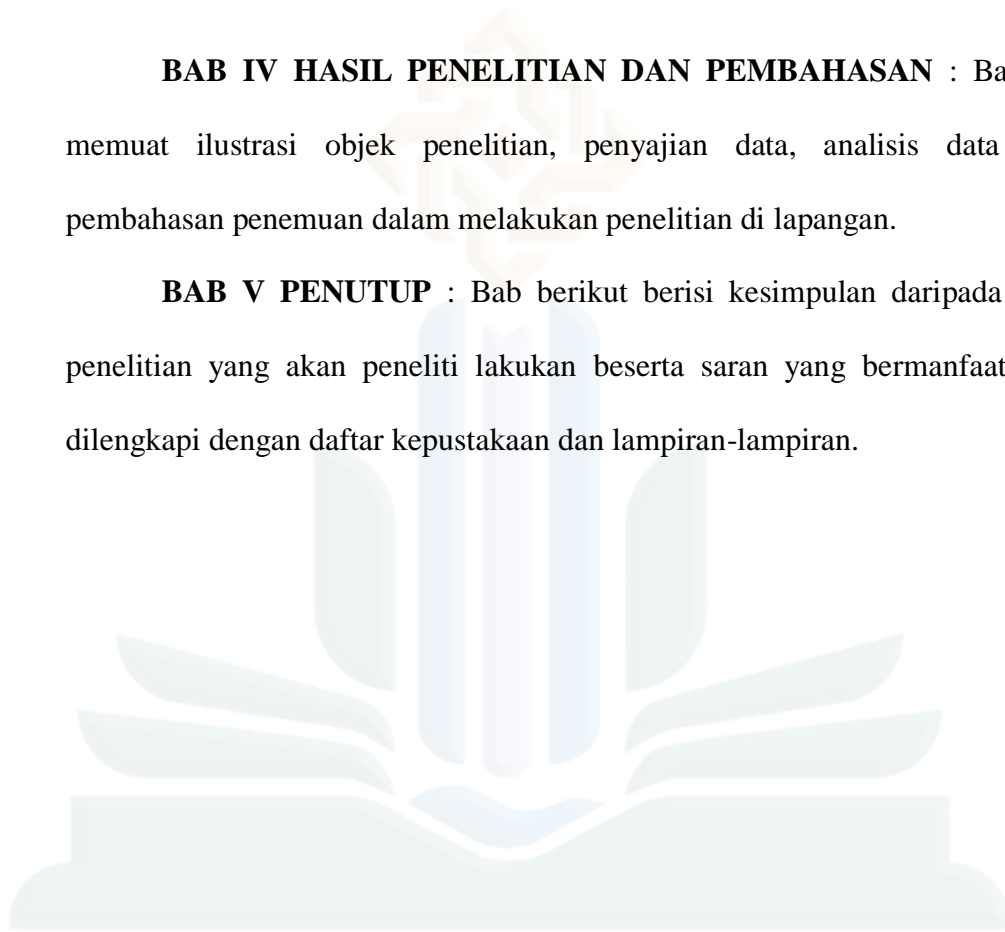 BAB IV HASIL PENELITIAN DAN PEMBAHASAN : Ba
memuat ilustrasi objek penelitian, penyajian data, analisis data
pembahasan penemuan dalam melakukan penelitian di lapangan.
BAB V PENUTUP : Bab berikut berisi kesimpulan daripada
penelitian yang akan peneliti lakukan beserta saran yang bermanfaat
dilengkapi dengan daftar kepustakaan dan lampiran-lampiran.